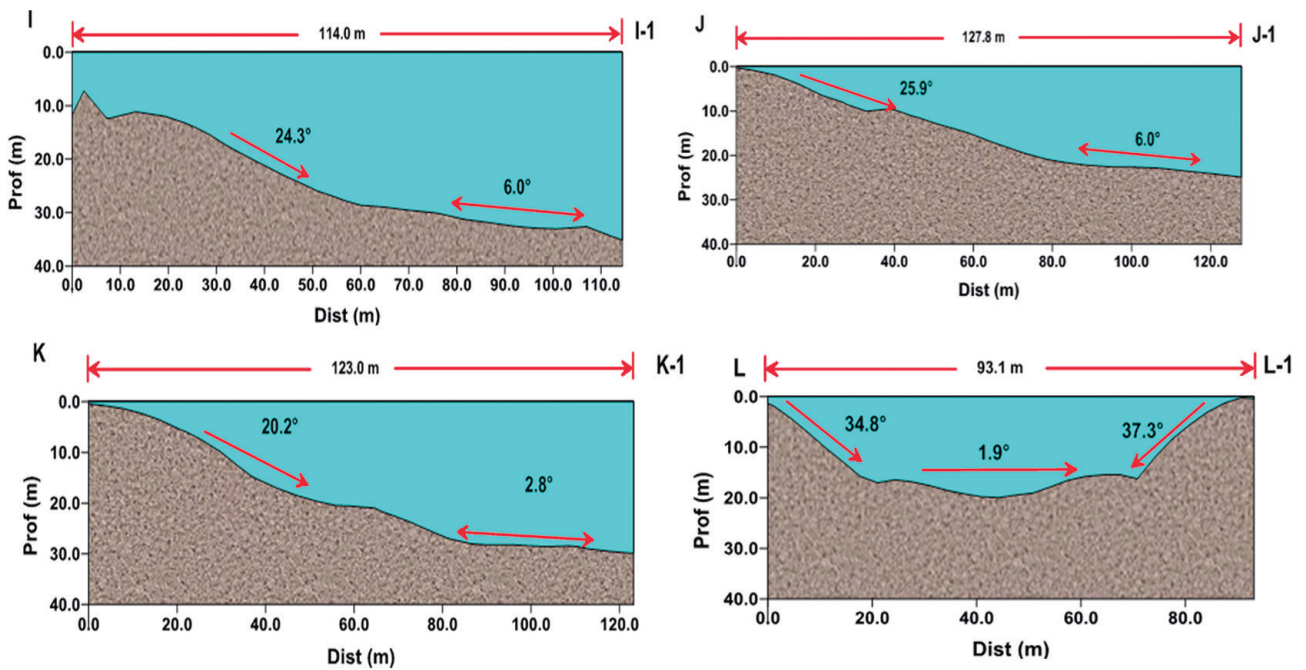 I
114.0 m
I-1
0.0
10.0
20.0
30.0
40.0
Prof (m)
24.3°
6.0°
0.0 10.0 20.0 30.0 40.0 50.0 60.0 70.0 80.0 90.0 100.0 110.0
Dist (m)
J
127.8 m
J-1
0.0
10.0
20.0
30.0
40.0
Prof (m)
25.9°
6.0°
0.0 20.0 40.0 60.0 80.0 100.0 120.0
Dist (m)
K
123.0 m
K-1
0.0
10.0
20.0
30.0
40.0
Prof (m)
20.2°
2.8°
0.0 20.0 40.0 60.0 80.0 100.0 120.0
Dist (m)
L
93.1 m
L-1
0.0
10.0
20.0
30.0
40.0
Prof (m)
34.8°
1.9°
37.3°
0.0 20.0 40.0 60.0 80.0
Dist (m)